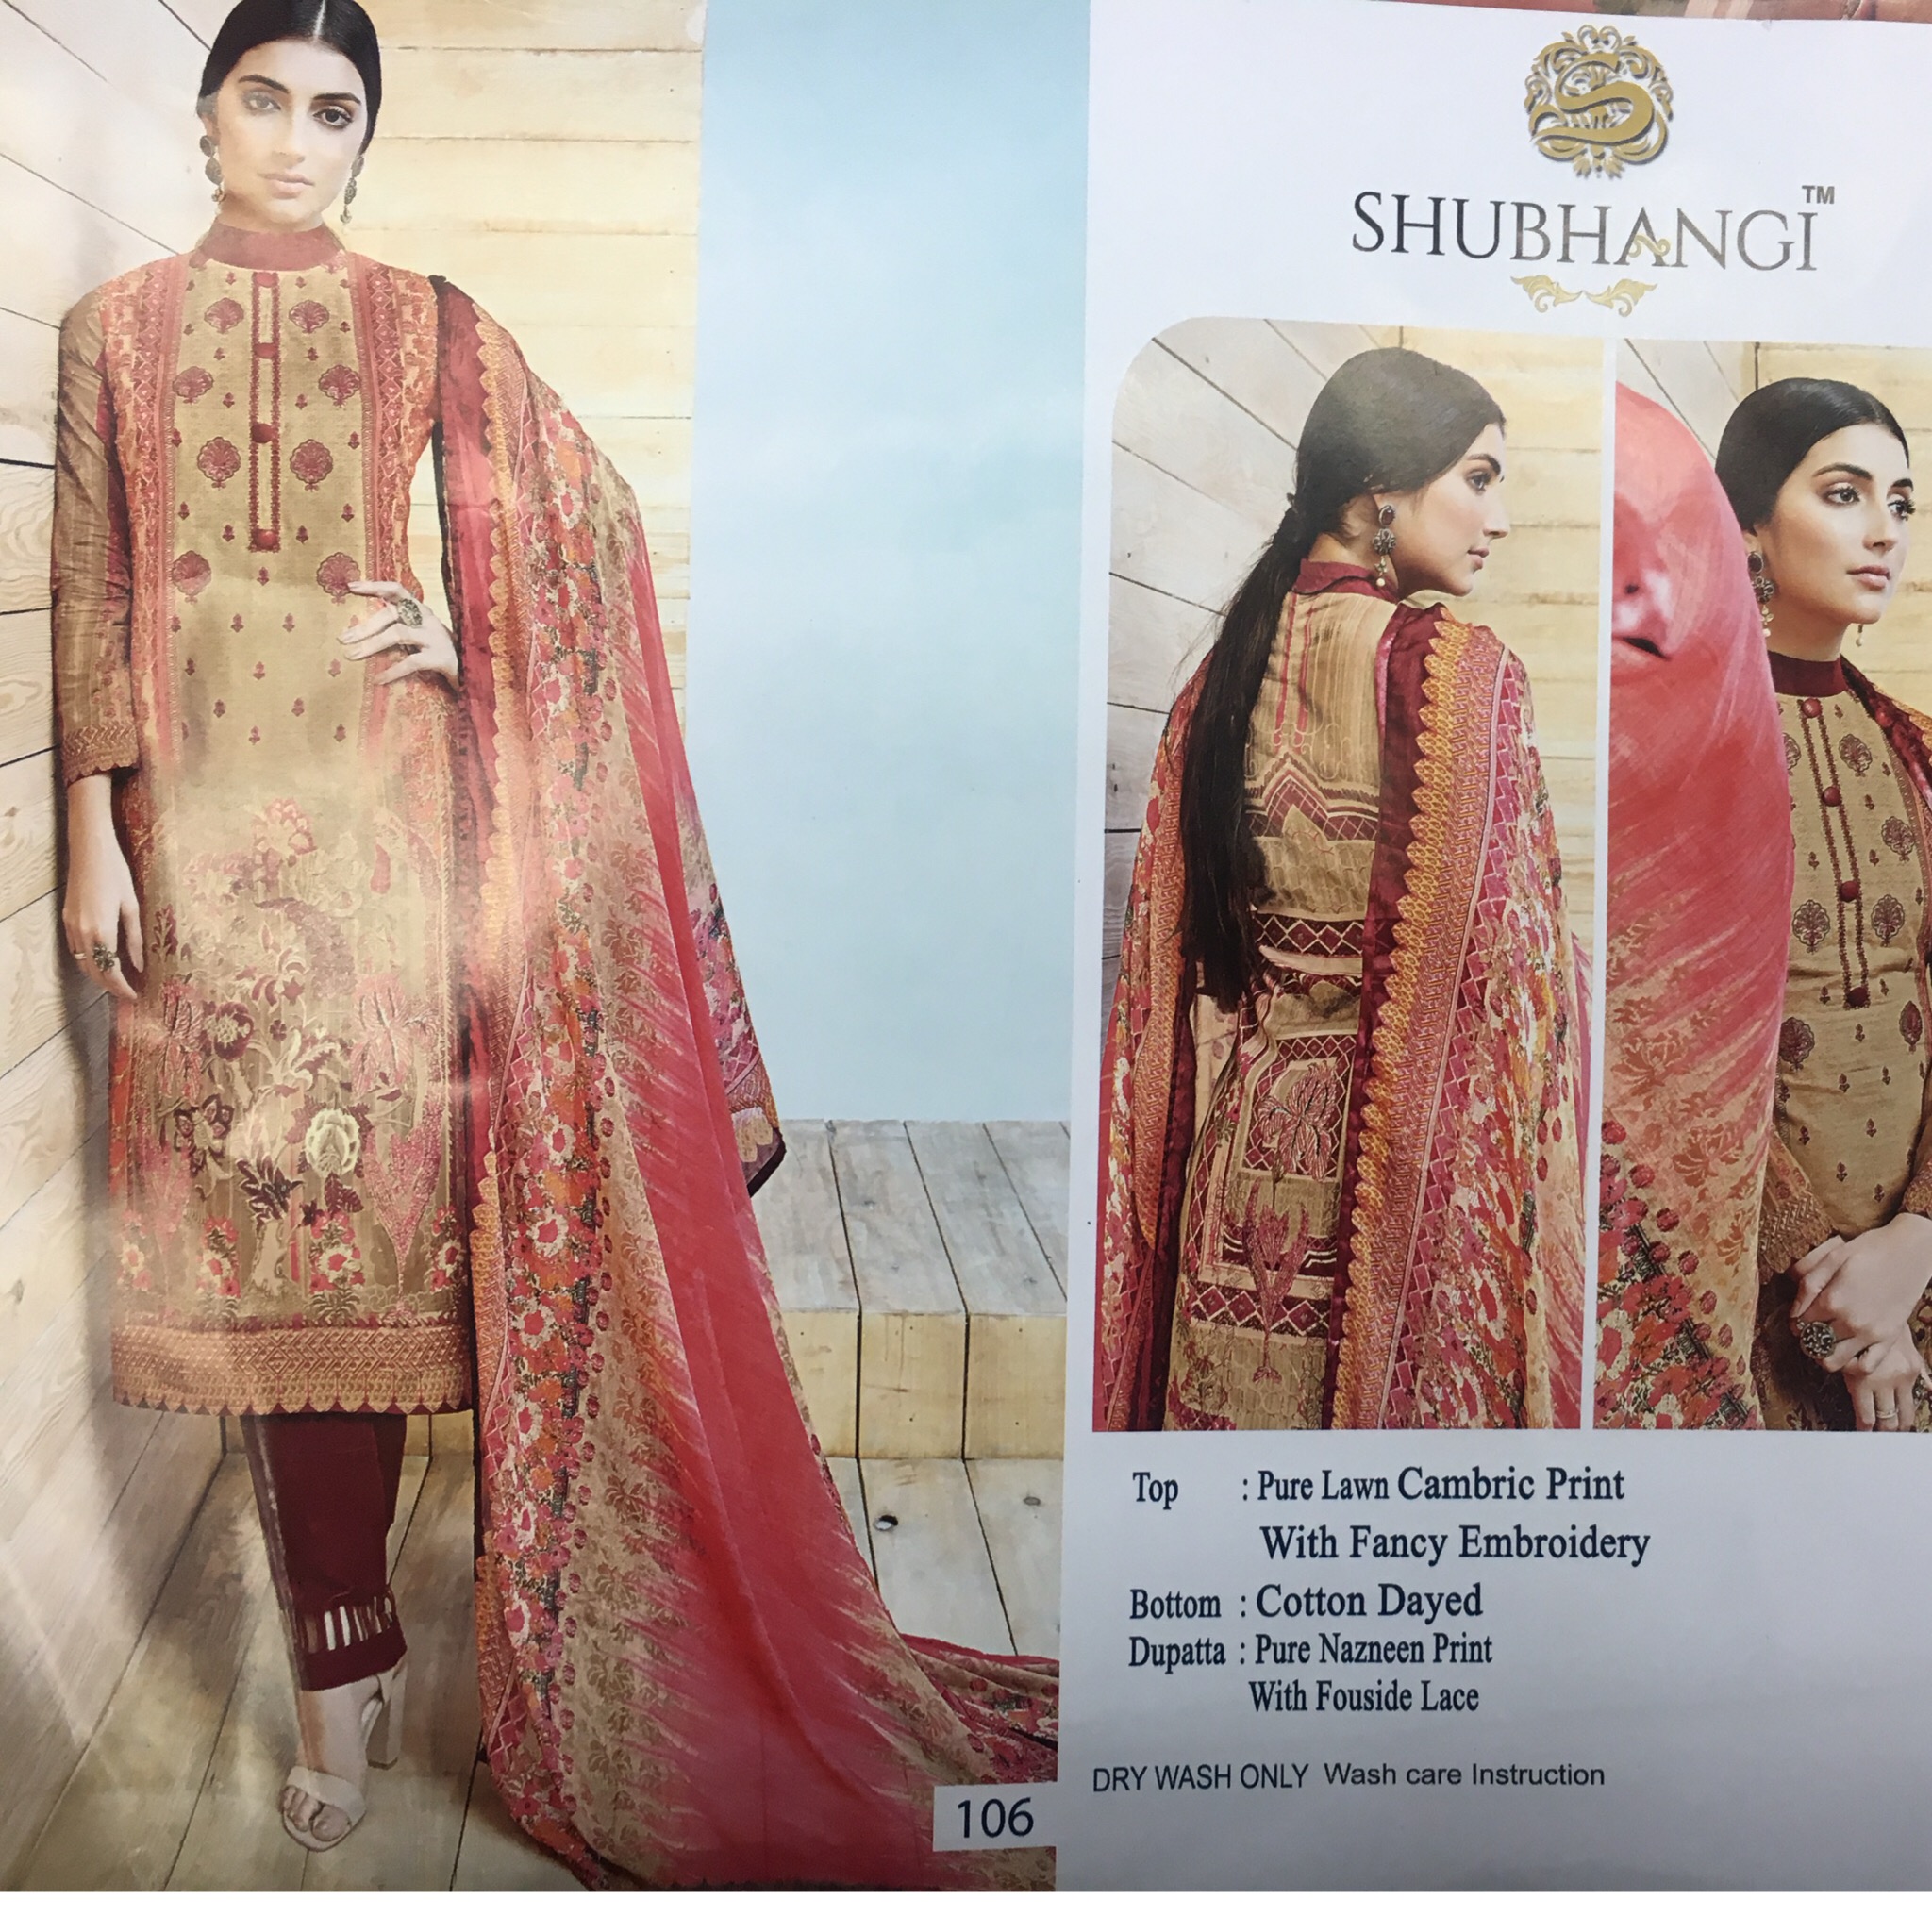 S
SHUBHANGI™
Top : Pure Lawn Cambric Print
With Fancy Embroidery
Bottom : Cotton Dayed
Dupatta : Pure Nazneen Print
With Fouside Lace
DRY WASH ONLY Wash care Instruction
106